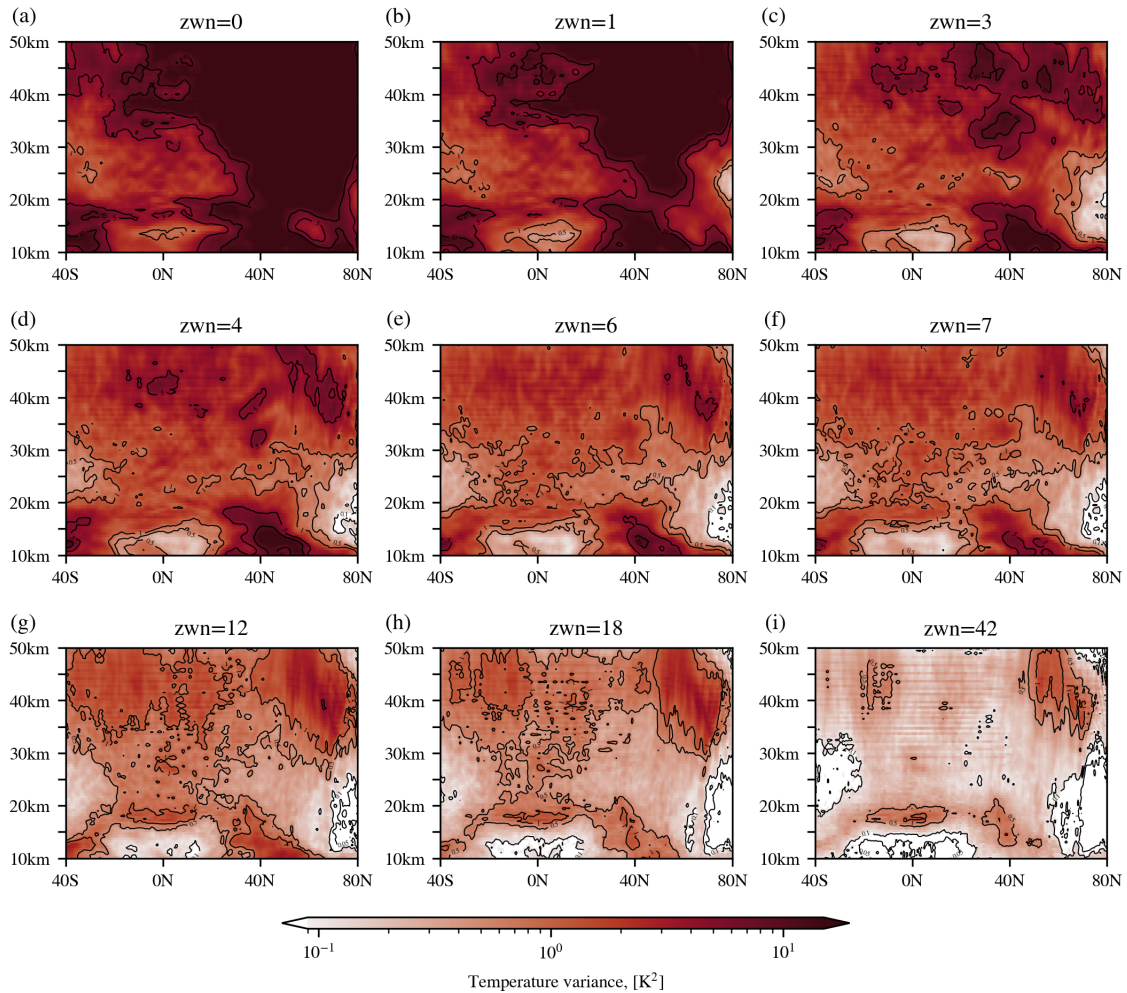 (a) zwn=0 (b) zwn=1 (c) zwn=3
50km 50km 50km
40km 40km 40km
30km 30km 30km
20km 20km 20km
10km 10km 10km
40S 0N 40N 80N 40S 0N 40N 80N 40S 0N 40N 80N
(d) zwn=4 (e) zwn=6 (f) zwn=7
50km 50km 50km
40km 40km 40km
30km 30km 30km
20km 20km 20km
10km 10km 10km
40S 0N 40N 80N 40S 0N 40N 80N 40S 0N 40N 80N
(g) zwn=12 (h) zwn=18 (i) zwn=42
50km 50km 50km
40km 40km 40km
30km 30km 30km
20km 20km 20km
10km 10km 10km
40S 0N 40N 80N 40S 0N 40N 80N 40S 0N 40N 80N
10⁻¹ 10⁰ 10¹
Temperature variance, [K²]